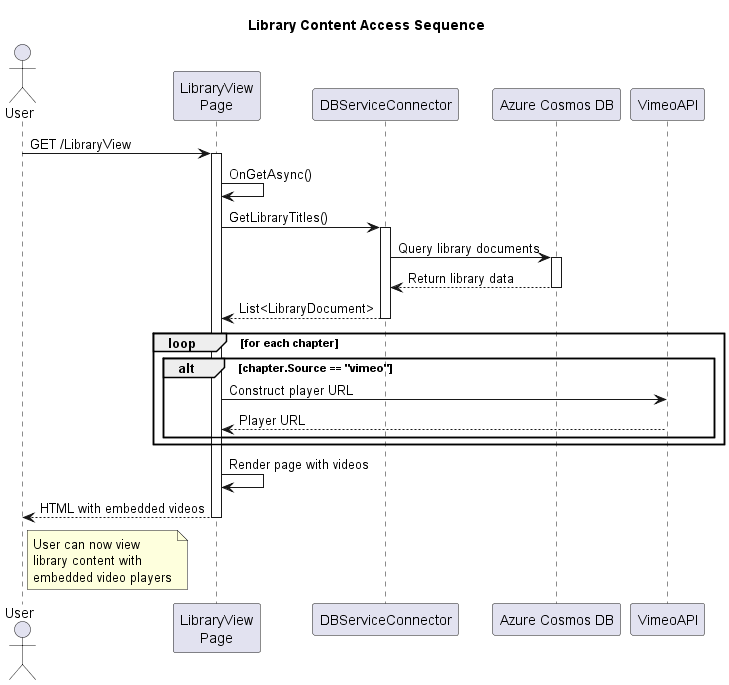 Library Content Access Sequence
User
LibraryView
Page
DBServiceConnector
Azure Cosmos DB
VimeoAPI
GET /LibraryView
OnGetAsync()
GetLibraryTitles()
Query library documents
Return library data
List<LibraryDocument>
loop [for each chapter]
alt [chapter.Source == "vimeo"]
Construct player URL
Player URL
Render page with videos
HTML with embedded videos
User can now view
library content with
embedded video players
User
LibraryView
Page
DBServiceConnector
Azure Cosmos DB
VimeoAPI